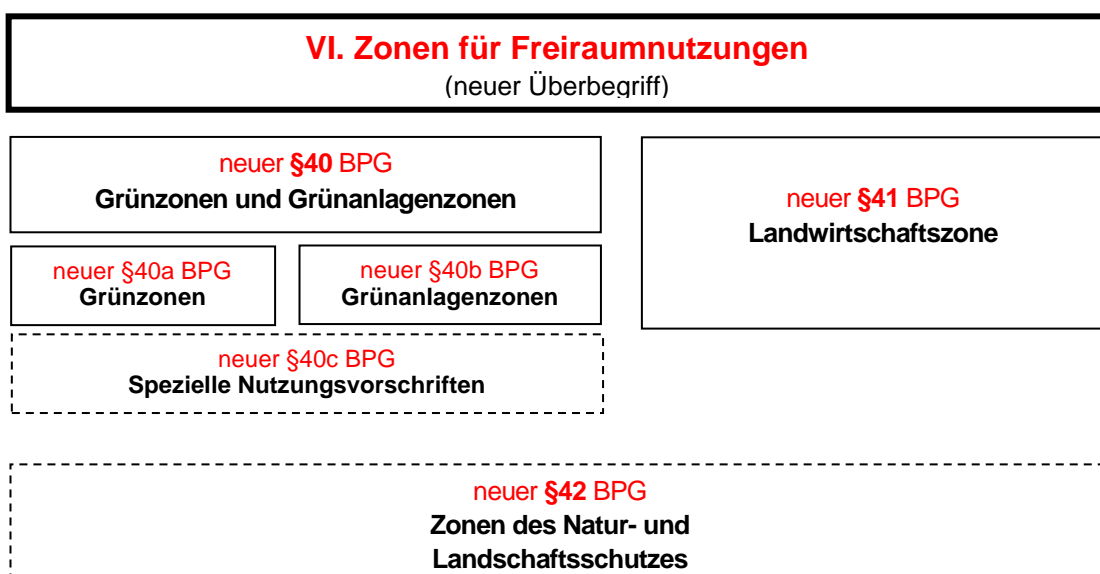 VI. Zonen für Freiraumnutzungen
(neuer Überbegriff)
neuer §40 BPG
Grünzonen und Grünanlagenzonen
neuer §41 BPG
Landwirtschaftszone
neuer §40a BPG
Grünzonen
neuer §40b BPG
Grünanlagenzonen
neuer §40c BPG
Spezielle Nutzungsvorschriften
neuer §42 BPG
Zonen des Natur- und
Landschaftsschutzes